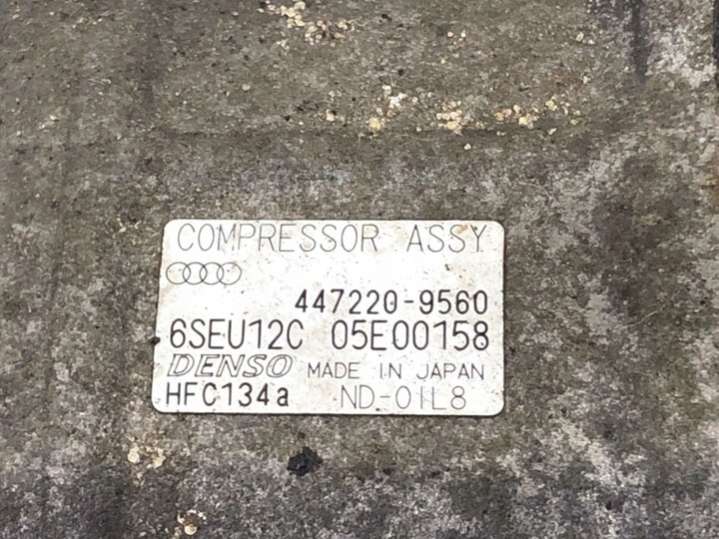 COMPRESSOR ASSY
447220-9560
6SEU12C 05E00158
DENSO MADE IN JAPAN
HFC134a ND-OIL8